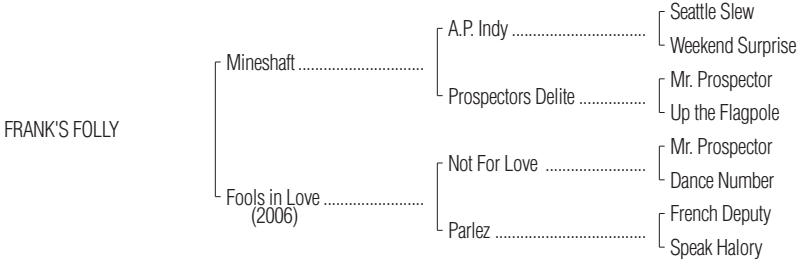 Seattle Slew
A.P. Indy ..................................
Weekend Surprise
Mineshaft ................................
Mr. Prospector
Prospectors Delite .................
Up the Flagpole
FRANK'S FOLLY
Mr. Prospector
Not For Love ..........................
Dance Number
Fools in Love ..........................
(2006)
French Deputy
Parlez ......................................
Speak Halory